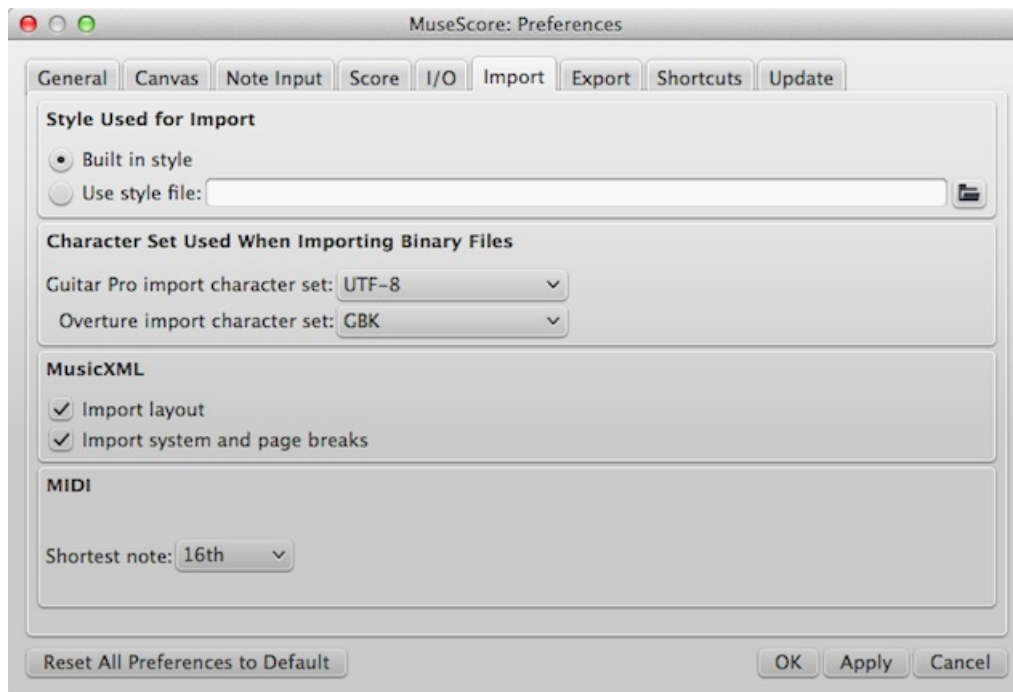 MuseScore: Preferences
General Canvas Note Input Score I/O Import Export Shortcuts Update
Style Used for Import
Built in style
Use style file:
Character Set Used When Importing Binary Files
Guitar Pro import character set: UTF-8
Overture import character set: GBK
MusicXML
Import layout
Import system and page breaks
MIDI
Shortest note: 16th
Reset All Preferences to Default OK Apply Cancel